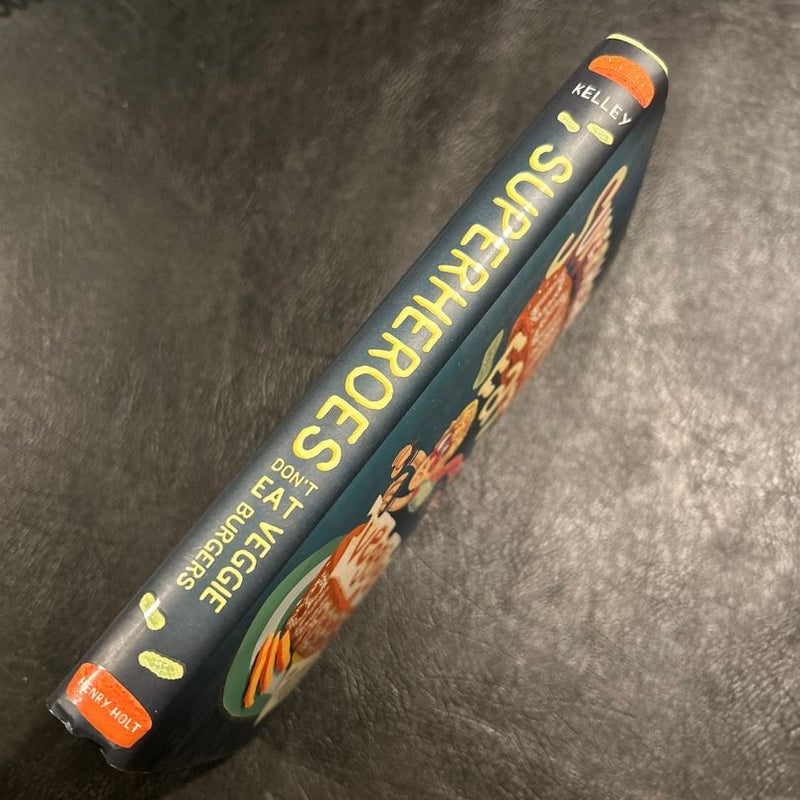 KELLEY
SUPERHEROES
DON'T
EAT
VEGGIE
BURGERS
HENRY HOLT